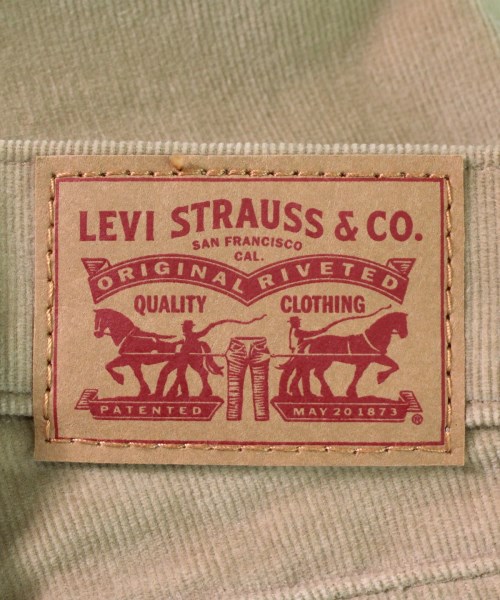 LEVI STRAUSS & CO.
SAN FRANCISCO
CAL.
ORIGINAL RIVETED
QUALITY CLOTHING
PATENTED MAY 20 1873 ®